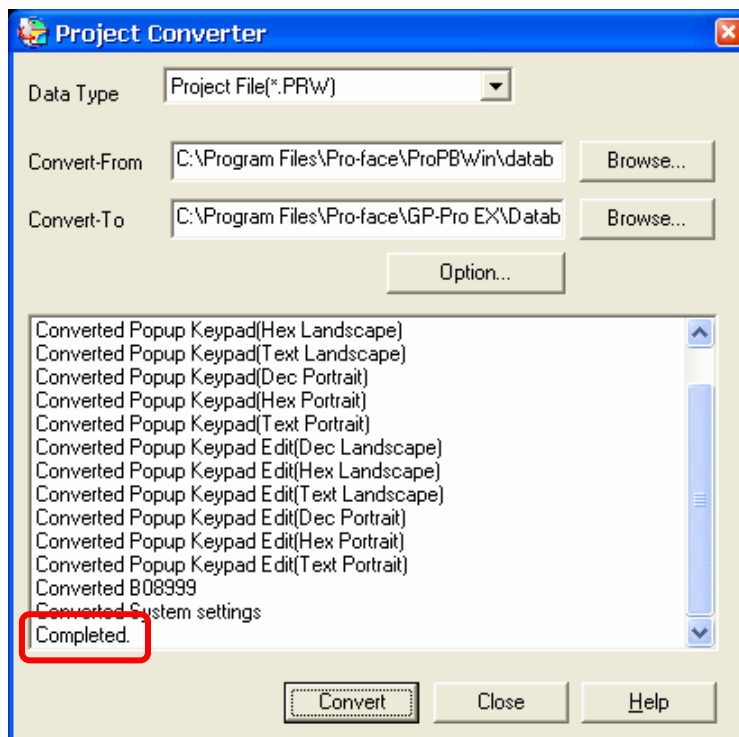 Project Converter
Data Type
Project File(*.PRW)
Convert-From
C:\Program Files\Pro-face\ProPBWin\datab
Browse...
Convert-To
C:\Program Files\Pro-face\GP-Pro EX\Datab
Browse...
Option...
Converted Popup Keypad(Hex Landscape)
Converted Popup Keypad(Text Landscape)
Converted Popup Keypad(Dec Portrait)
Converted Popup Keypad(Hex Portrait)
Converted Popup Keypad(Text Portrait)
Converted Popup Keypad Edit(Dec Landscape)
Converted Popup Keypad Edit(Hex Landscape)
Converted Popup Keypad Edit(Text Landscape)
Converted Popup Keypad Edit(Dec Portrait)
Converted Popup Keypad Edit(Hex Portrait)
Converted Popup Keypad Edit(Text Portrait)
Converted B08999
Converted System settings
Completed.
Convert
Close
Help